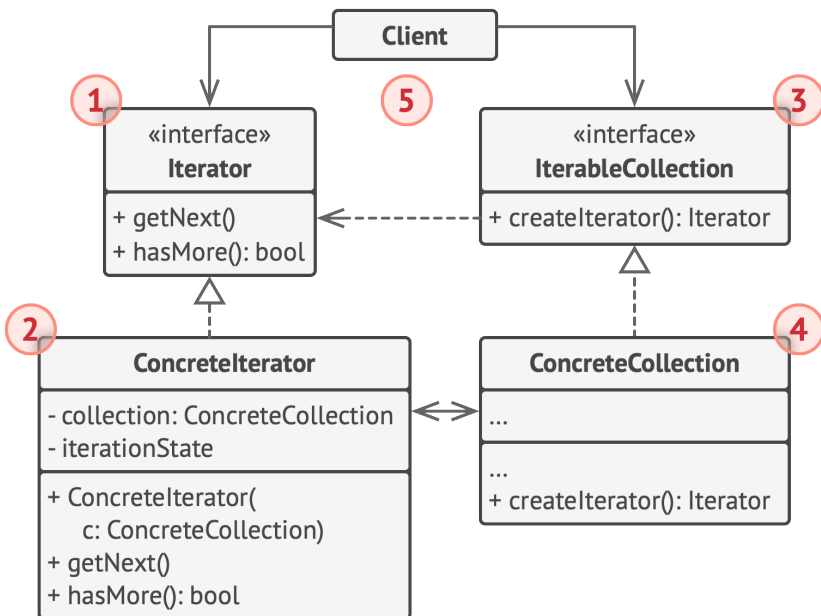 Client
1
5
3
«interface»
Iterator
+ getNext()
+ hasMore(): bool
«interface»
IterableCollection
+ createIterator(): Iterator
2
ConcreteIterator
- collection: ConcreteCollection
- iterationState
+ ConcreteIterator(
c: ConcreteCollection)
+ getNext()
+ hasMore(): bool
4
ConcreteCollection
...
...
+ createIterator(): Iterator